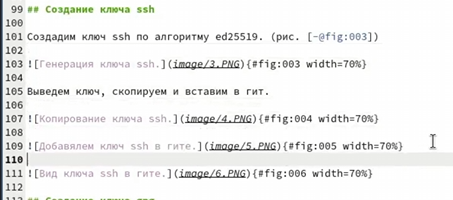 99 ## Создание ключа ssh
100
101 Создадим ключ ssh по алгоритму ed25519. (рис. [-@fig:003])
102
103 ![Генерация ключа ssh.](image/3.PNG){#fig:003 width=70%}
104
105 Выведем ключ, скопируем и вставим в гит.
106
107 ![Копирование ключа ssh.](image/4.PNG){#fig:004 width=70%}
108
109 ![Добавялем ключ ssh в гите.](image/5.PNG){#fig:005 width=70%}
110
111 ![Вид ключа ssh в гите.](image/6.PNG){#fig:006 width=70%}
112